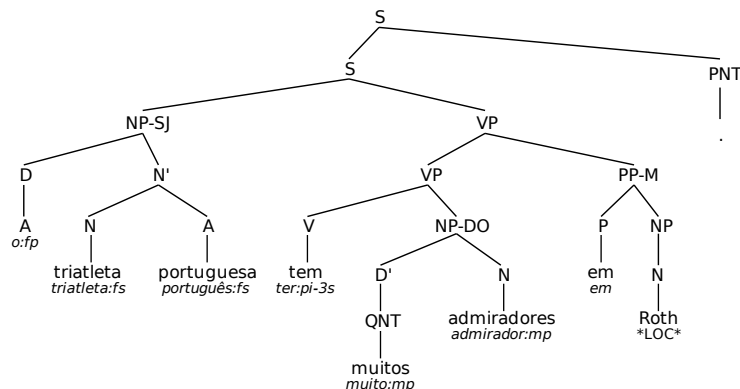 S
S PNT
NP-SJ VP .
D N' VP PP-M
A N A V NP-DO P NP
o:fp
triatleta portuguesa tem D' N em N
triatleta:fs português:fs ter:pi-3s em
QNT admiradores Roth
admirador:mp *LOC*
muitos
muito:mp